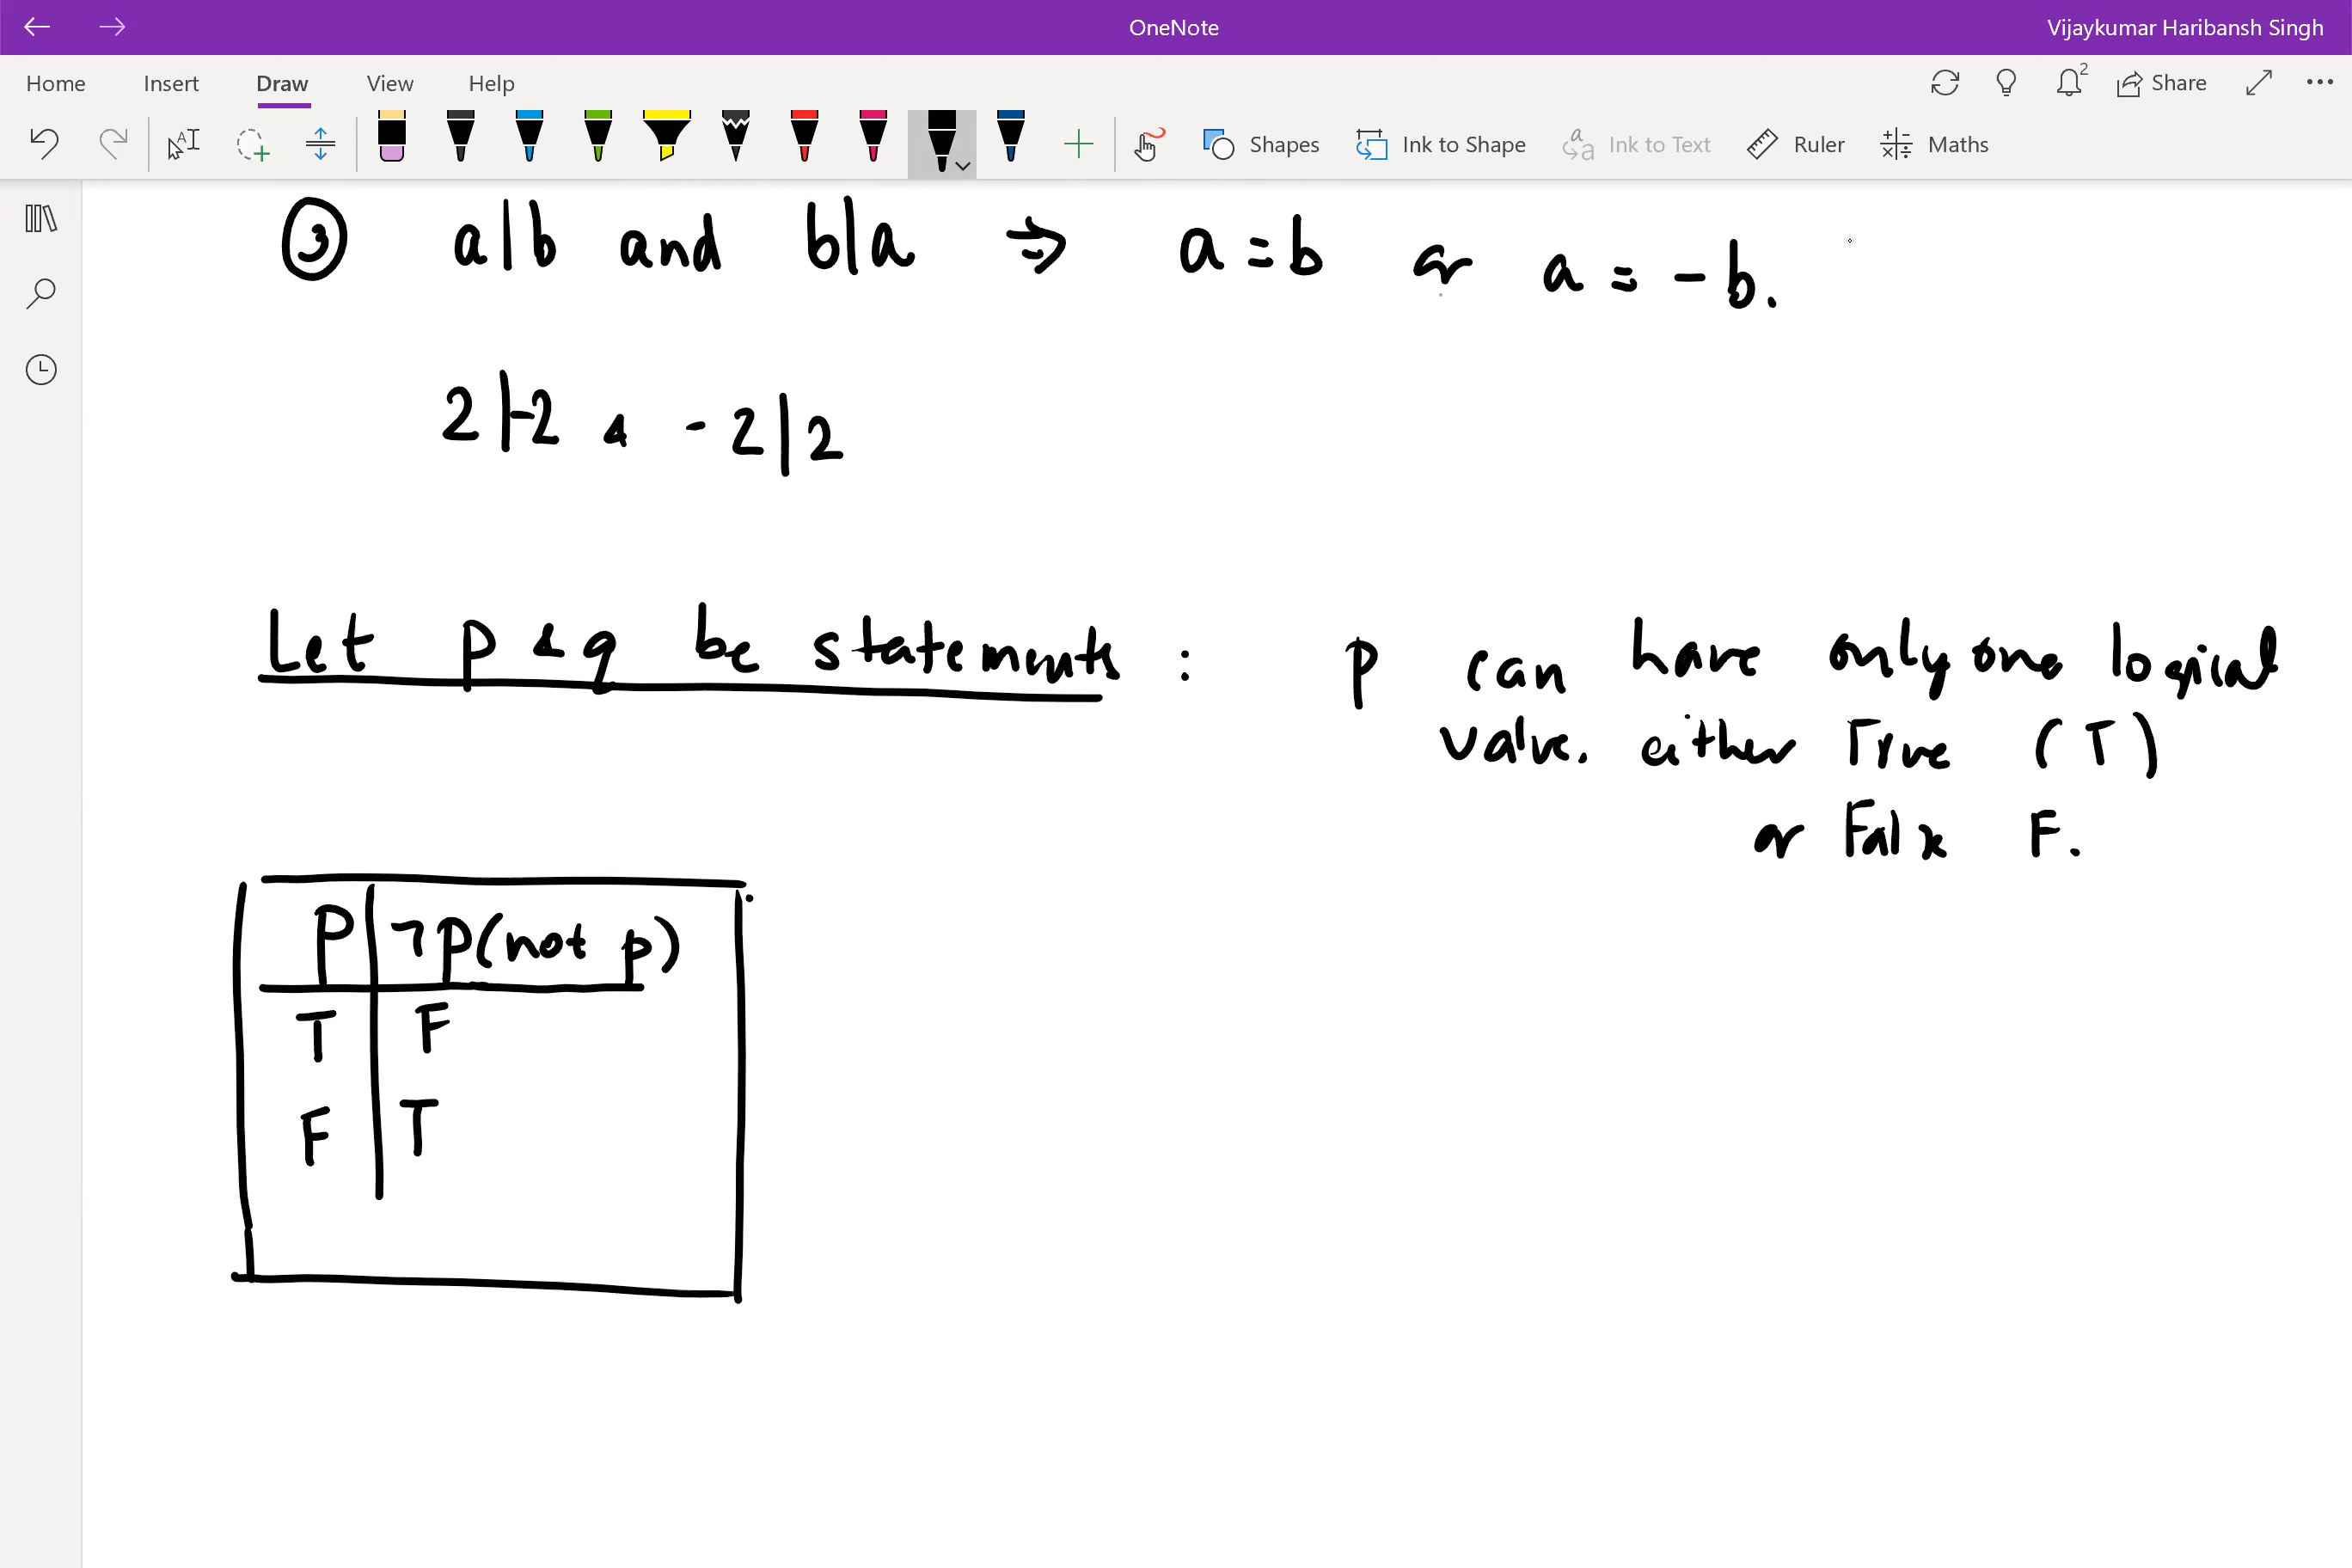 OneNote
Vijaykumar Haribansh Singh
Home Insert Draw View Help
2 Share
Shapes Ink to Shape Ink to Text Ruler Maths
③ a|b and b|a ⇒ a = b or a = - b.
2|-2 & -2|2
Let p & q be statements : p can have only one logical
value. either True (T)
or False F.
P ¬p(not p)
T F
F T